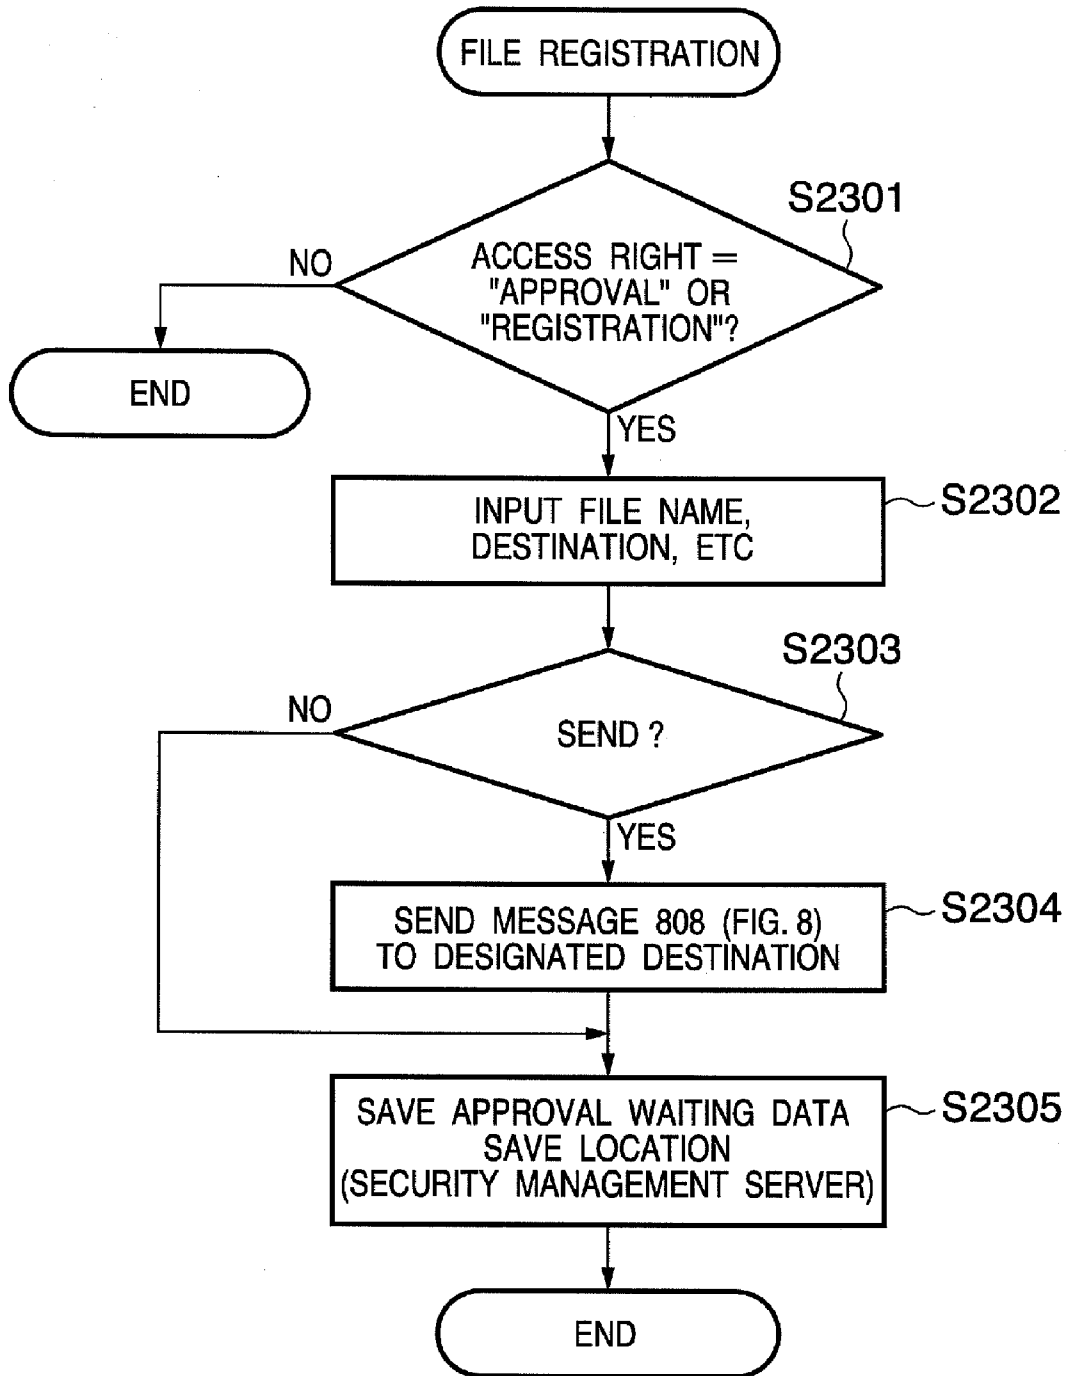 FILE REGISTRATION
S2301
NO
ACCESS RIGHT =
"APPROVAL" OR
"REGISTRATION"?
END
YES
S2302
INPUT FILE NAME,
DESTINATION, ETC
S2303
NO
SEND ?
YES
S2304
SEND MESSAGE 808 (FIG. 8)
TO DESIGNATED DESTINATION
S2305
SAVE APPROVAL WAITING DATA
SAVE LOCATION
(SECURITY MANAGEMENT SERVER)
END